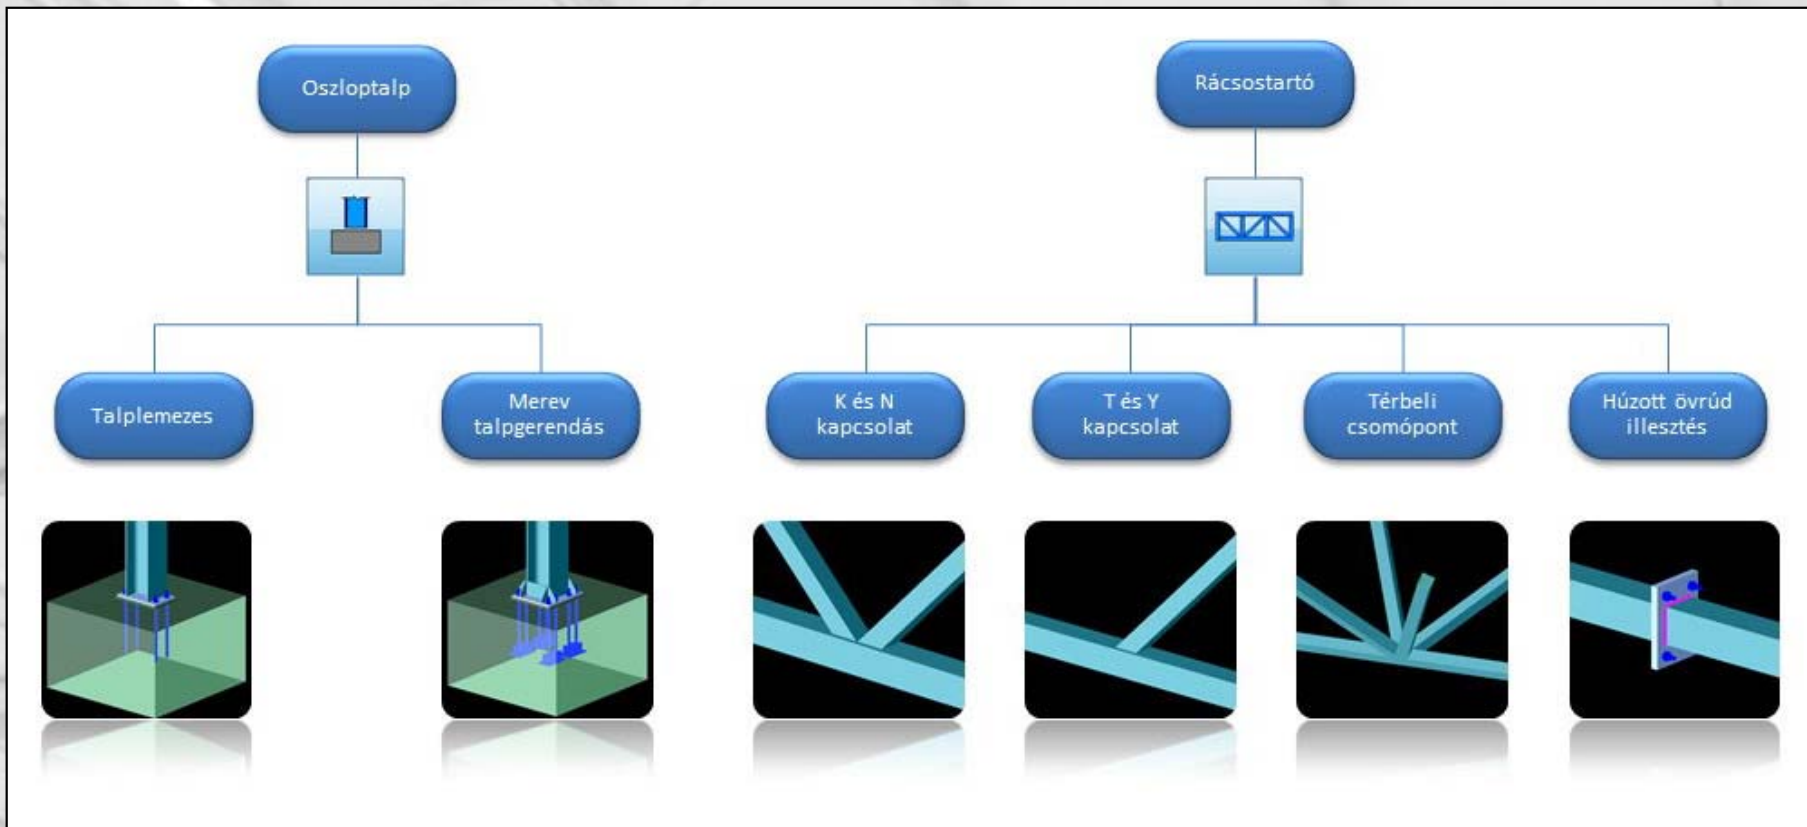 Oszloptalp
Rácsostartó
Talplemezes
Merev
talpgerendás
K és N
kapcsolat
T és Y
kapcsolat
Térbeli
csomópont
Húzott övrúd
illesztés